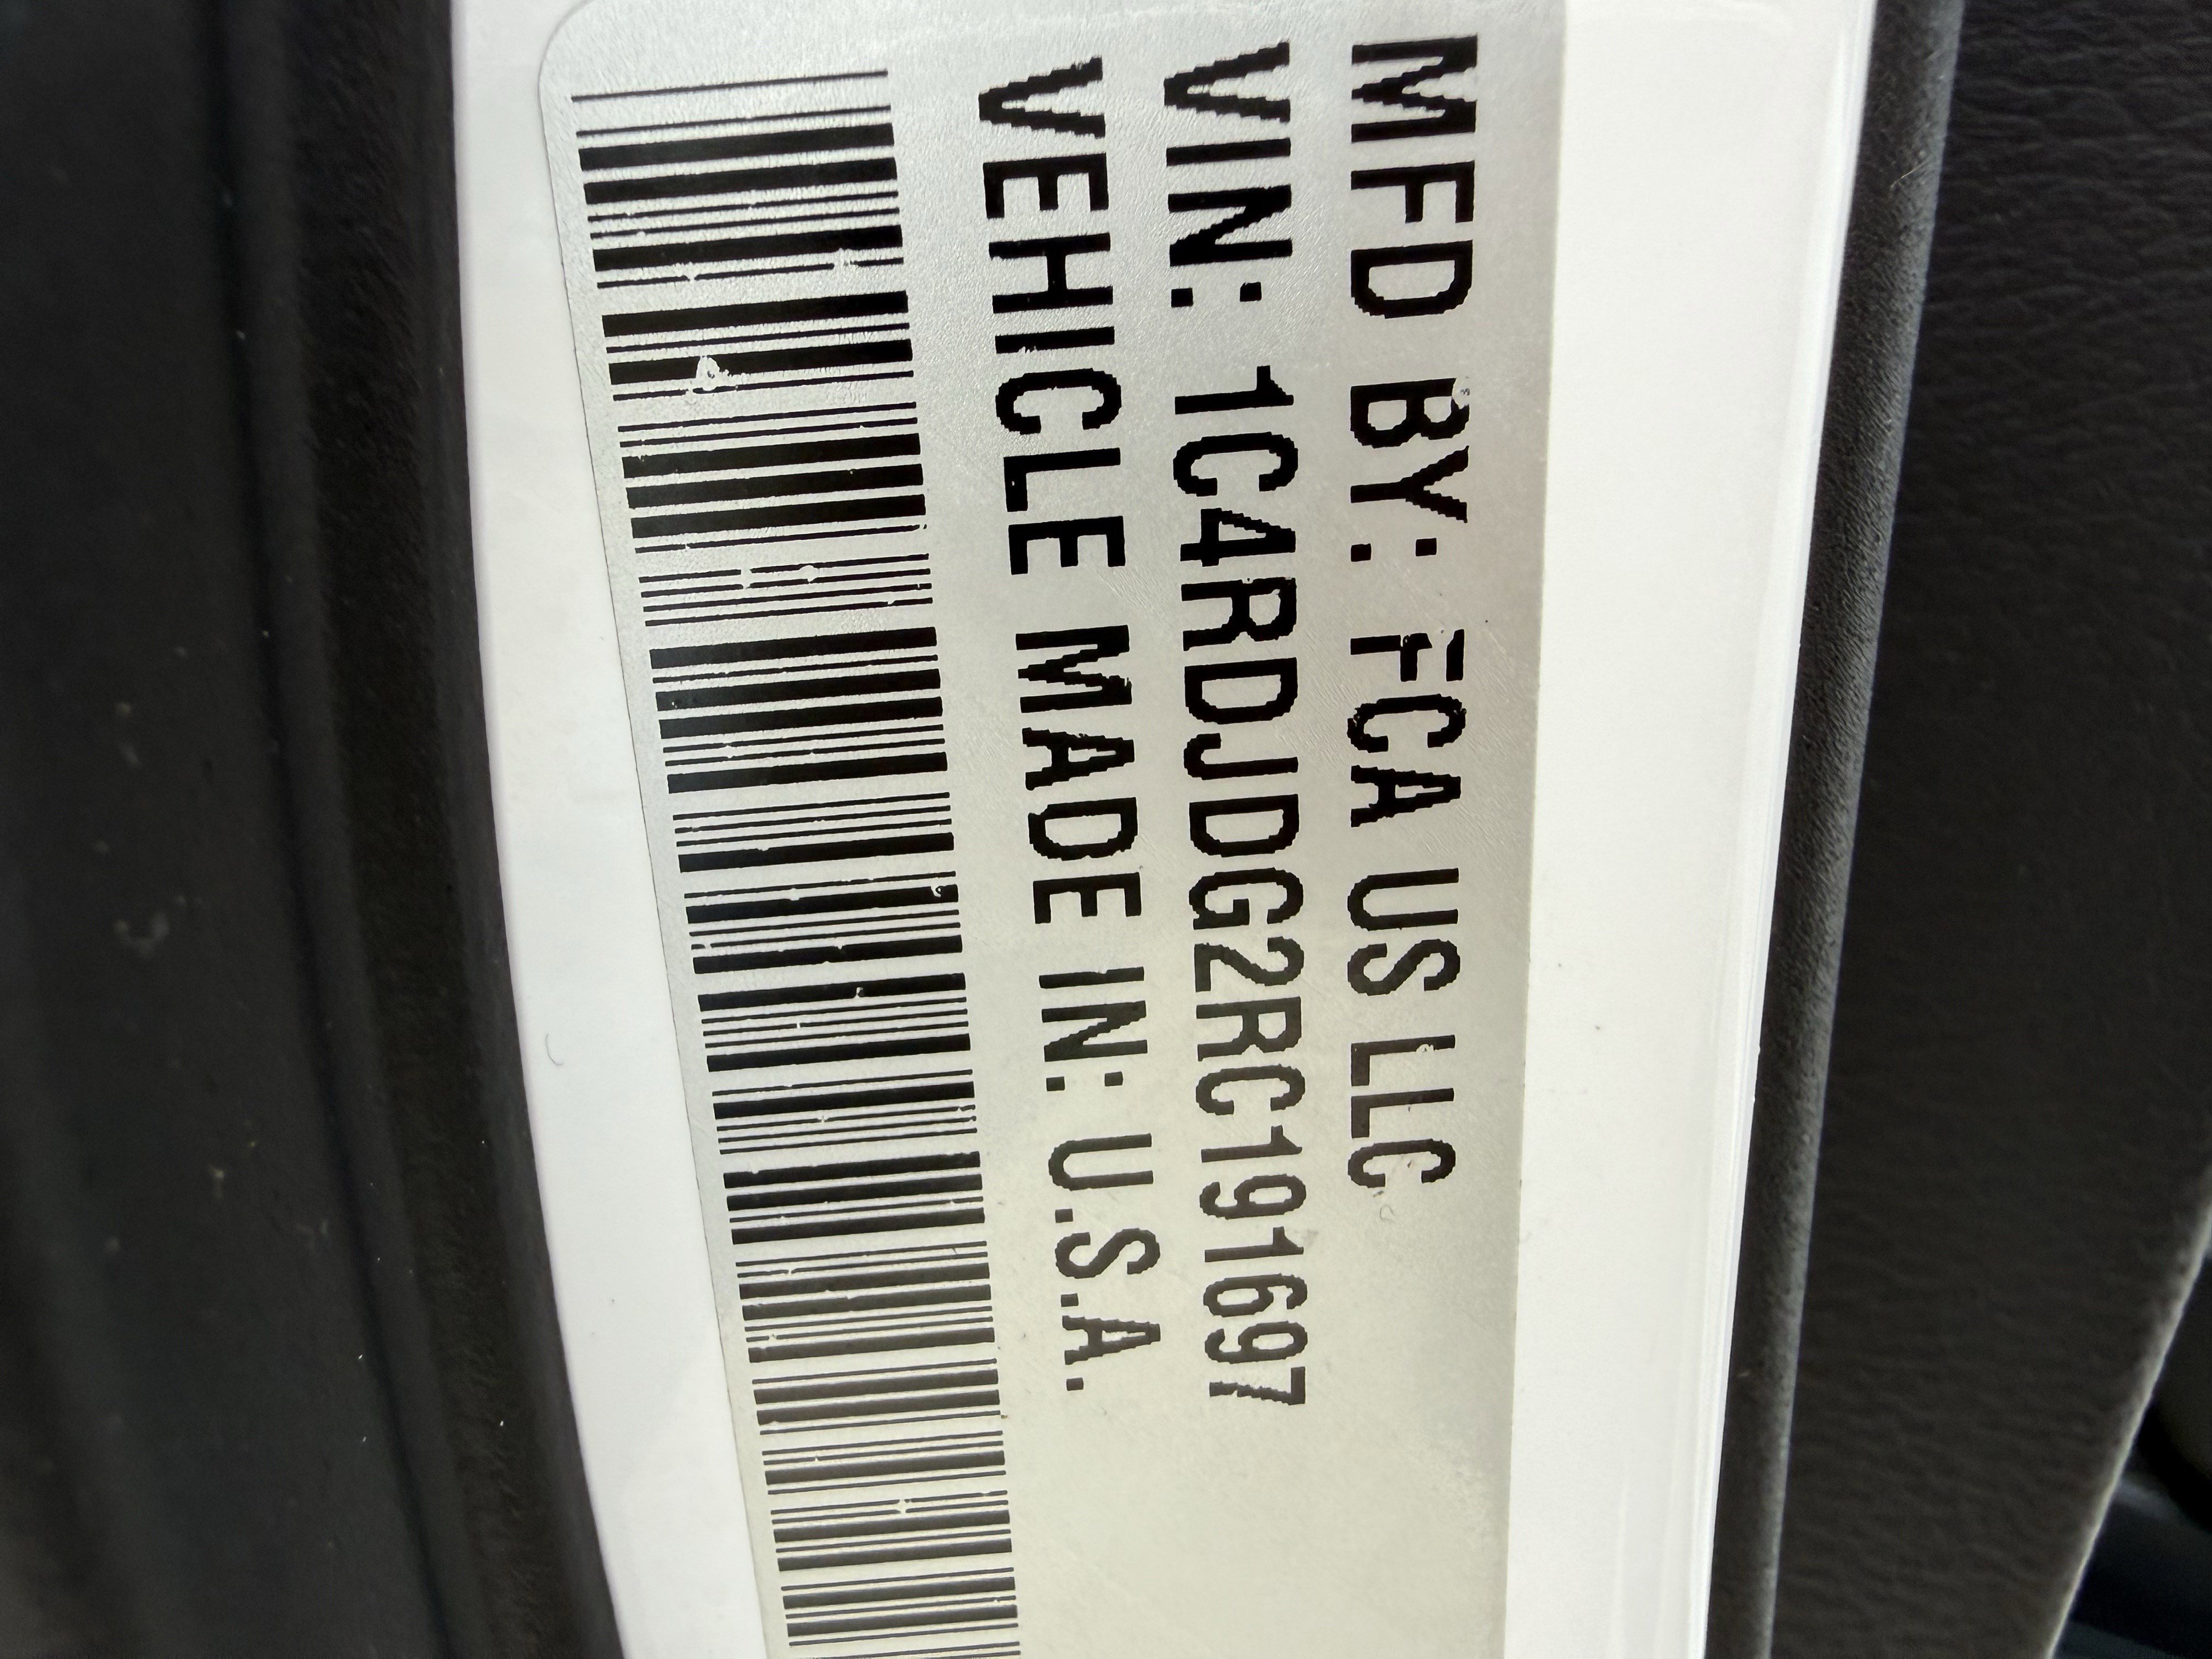 MFD BY: FCA US LLC
VIN: 1C4RDJDG2RC191697
VEHICLE MADE IN: U.S.A.